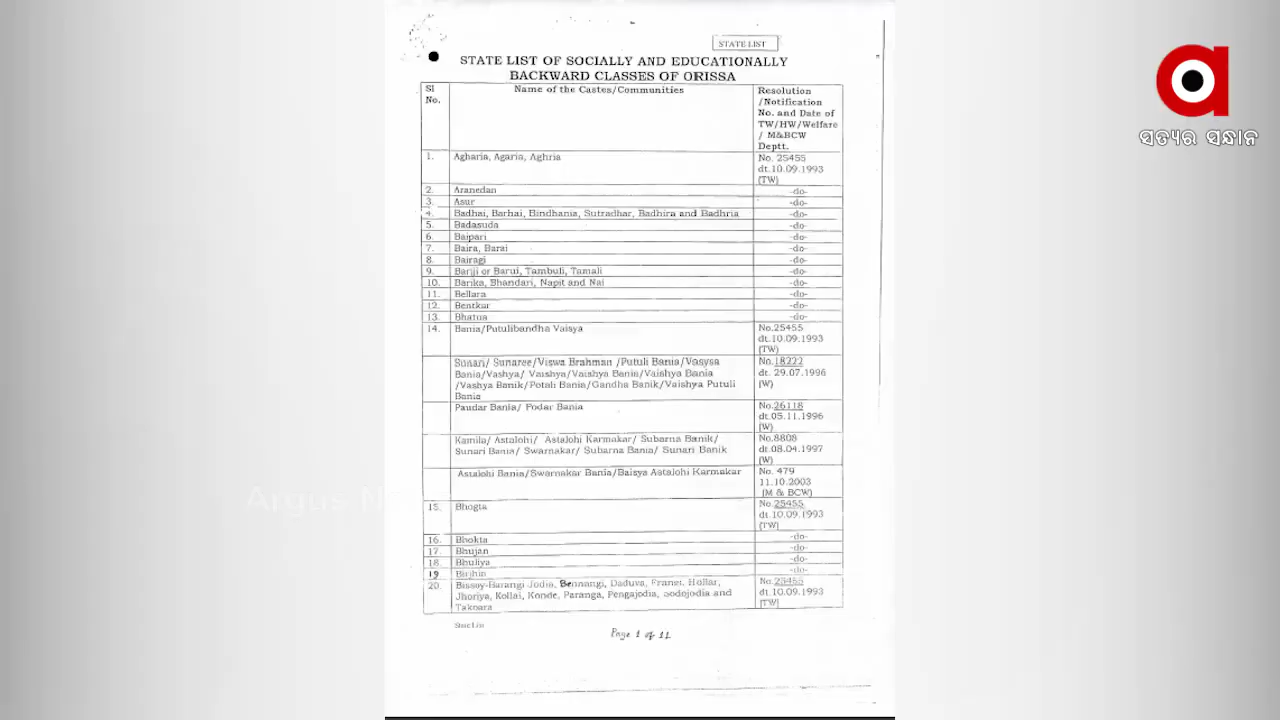 STATE LIST
STATE LIST OF SOCIALLY AND EDUCATIONALLY
BACKWARD CLASSES OF ORISSA
Sl No. Name of the Castes/Communities Resolution /Notification No. and Date of TW/HW/Welfare / M&BCW Deptt.
1. Agharia, Agaria, Aghria No. 25455 dt.10.09.1993 (TW)
2. Aranedan -do-
3. Asur -do-
4. Badhai, Barhai, Bindhania, Sutradhar, Badhira and Badhria -do-
5. Badasuda -do-
6. Baipari -do-
7. Baira, Barai -do-
8. Bairagi -do-
9. Bariji or Barui, Tambuli, Tamali -do-
10. Barika, Bhandari, Napit and Nai -do-
11. Bellara -do-
12. Bentkar -do-
13. Bhatua -do-
14. Bania/Putulibandha Vaisya No.25455
dt.10.09.1993
(TW)
Sunari/ Sunaree/Viswa Brahman /Putuli Bania/Vasysa No.18222
Bania/Vashya/ Vaishya/Vaishya Bania/Vaishya Bania dt. 29.07.1996
/Vashya Banik/Potali Bania/Gandha Banik/Vaishya Putuli (W)
Bania
Paudar Bania/ Podar Bania No.26118
dt.05.11.1996
(W)
Kamila/ Astalohi/ Astalohi Karmakar/ Subarna Banik/ No.8808
Sunari Bania/ Swarnakar/ Subarna Bania/ Sunari Banik dt.08.04.1997
(W)
Astalohi Bania/Swarnakar Bania/Baisya Astalohi Karmakar No. 479
11.10.2003
(M & BCW)
15. Bhogta No.25455
dt.10.09.1993
(TW)
16. Bhokta -do-
17. Bhujan -do-
18. Bhuliya -do-
19 -do-
20. Bissoy-Barangi Jodia, Bennangi, Daduva, Hollar, No.25455
Jhoriya, Kollai, Konde, Paranga, Pengajodia, and dt.10.09.1993
Takoara (TW)
State List
Page 1 of 11
ସତ୍ୟର ସନ୍ଧାନ
Argus